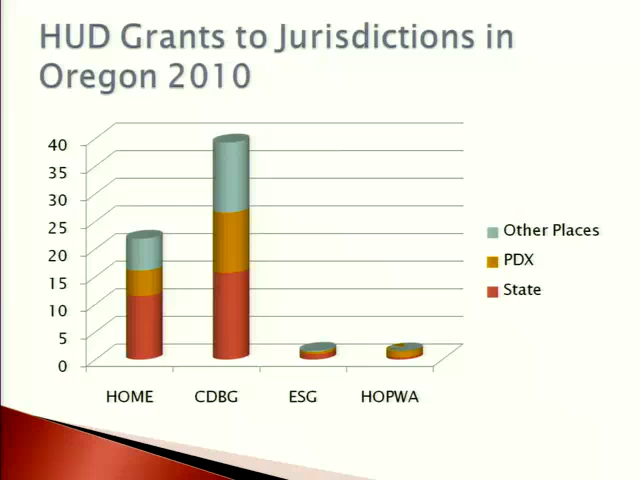 HUD Grants to Jurisdictions in
Oregon 2010
40
35
30
25
20
15
10
5
0
HOME
CDBG
ESG
HOPWA
Other Places
PDX
State